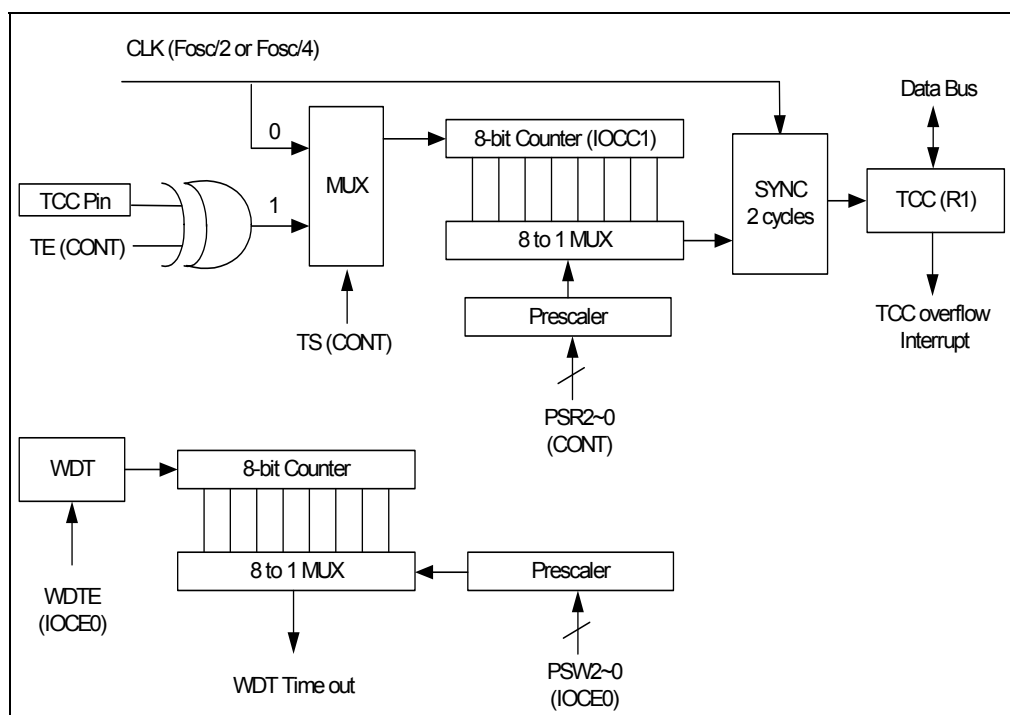 CLK (Fosc/2 or Fosc/4)
Data Bus
0
8-bit Counter (IOCC1)
MUX
SYNC
2 cycles
TCC Pin
1
TCC (R1)
TE (CONT)
8 to 1 MUX
Prescaler
TS (CONT)
TCC overflow
Interrupt
PSR2~0
(CONT)
WDT
8-bit Counter
8 to 1 MUX
Prescaler
WDTE
(IOCE0)
WDT Time out
PSW2~0
(IOCE0)